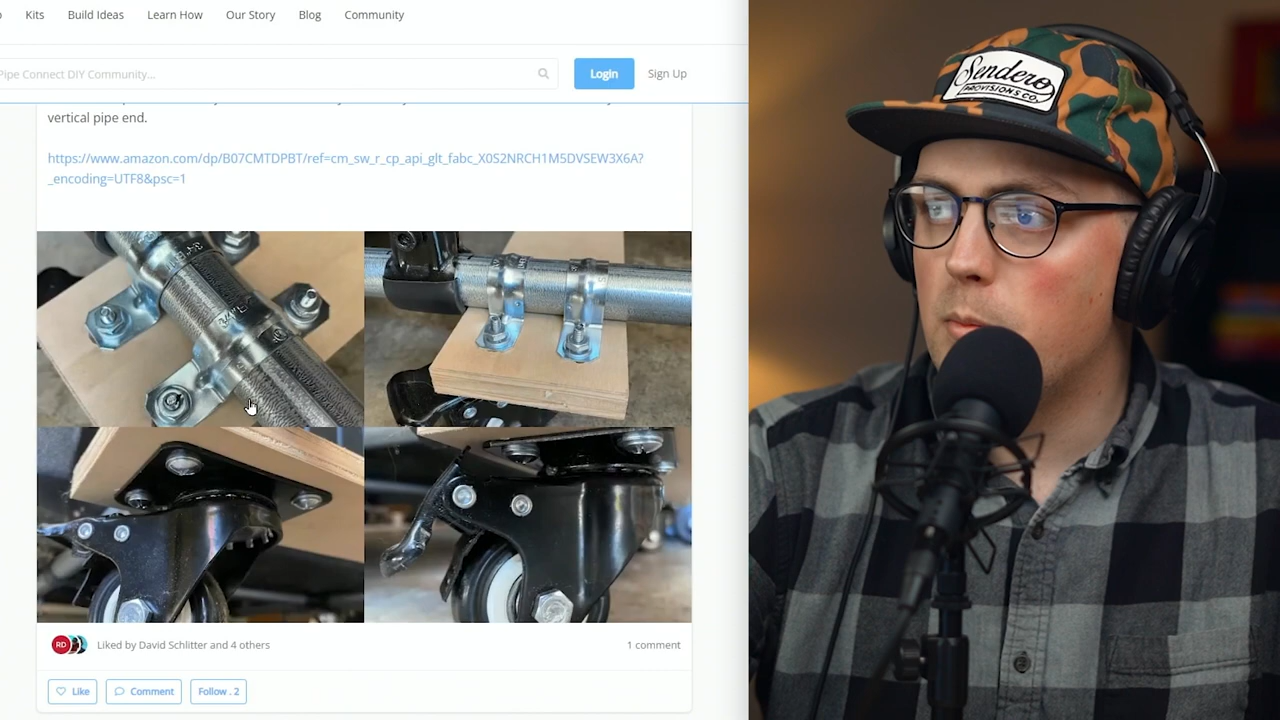 Kits Build Ideas Learn How Our Story Blog Community
Pipe Connect DIY Community...
Login
Sign Up
vertical pipe end.
https://www.amazon.com/dp/B07CMTDPBT/ref=cm_sw_r_cp_api_glt_fabc_X0S2NRCH1M5DVSEW3X6A?
_encoding=UTF8&psc=1
RD
Liked by David Schlitter and 4 others
1 comment
Like
Comment
Follow . 2
Sendero
PROVISIONS CO.